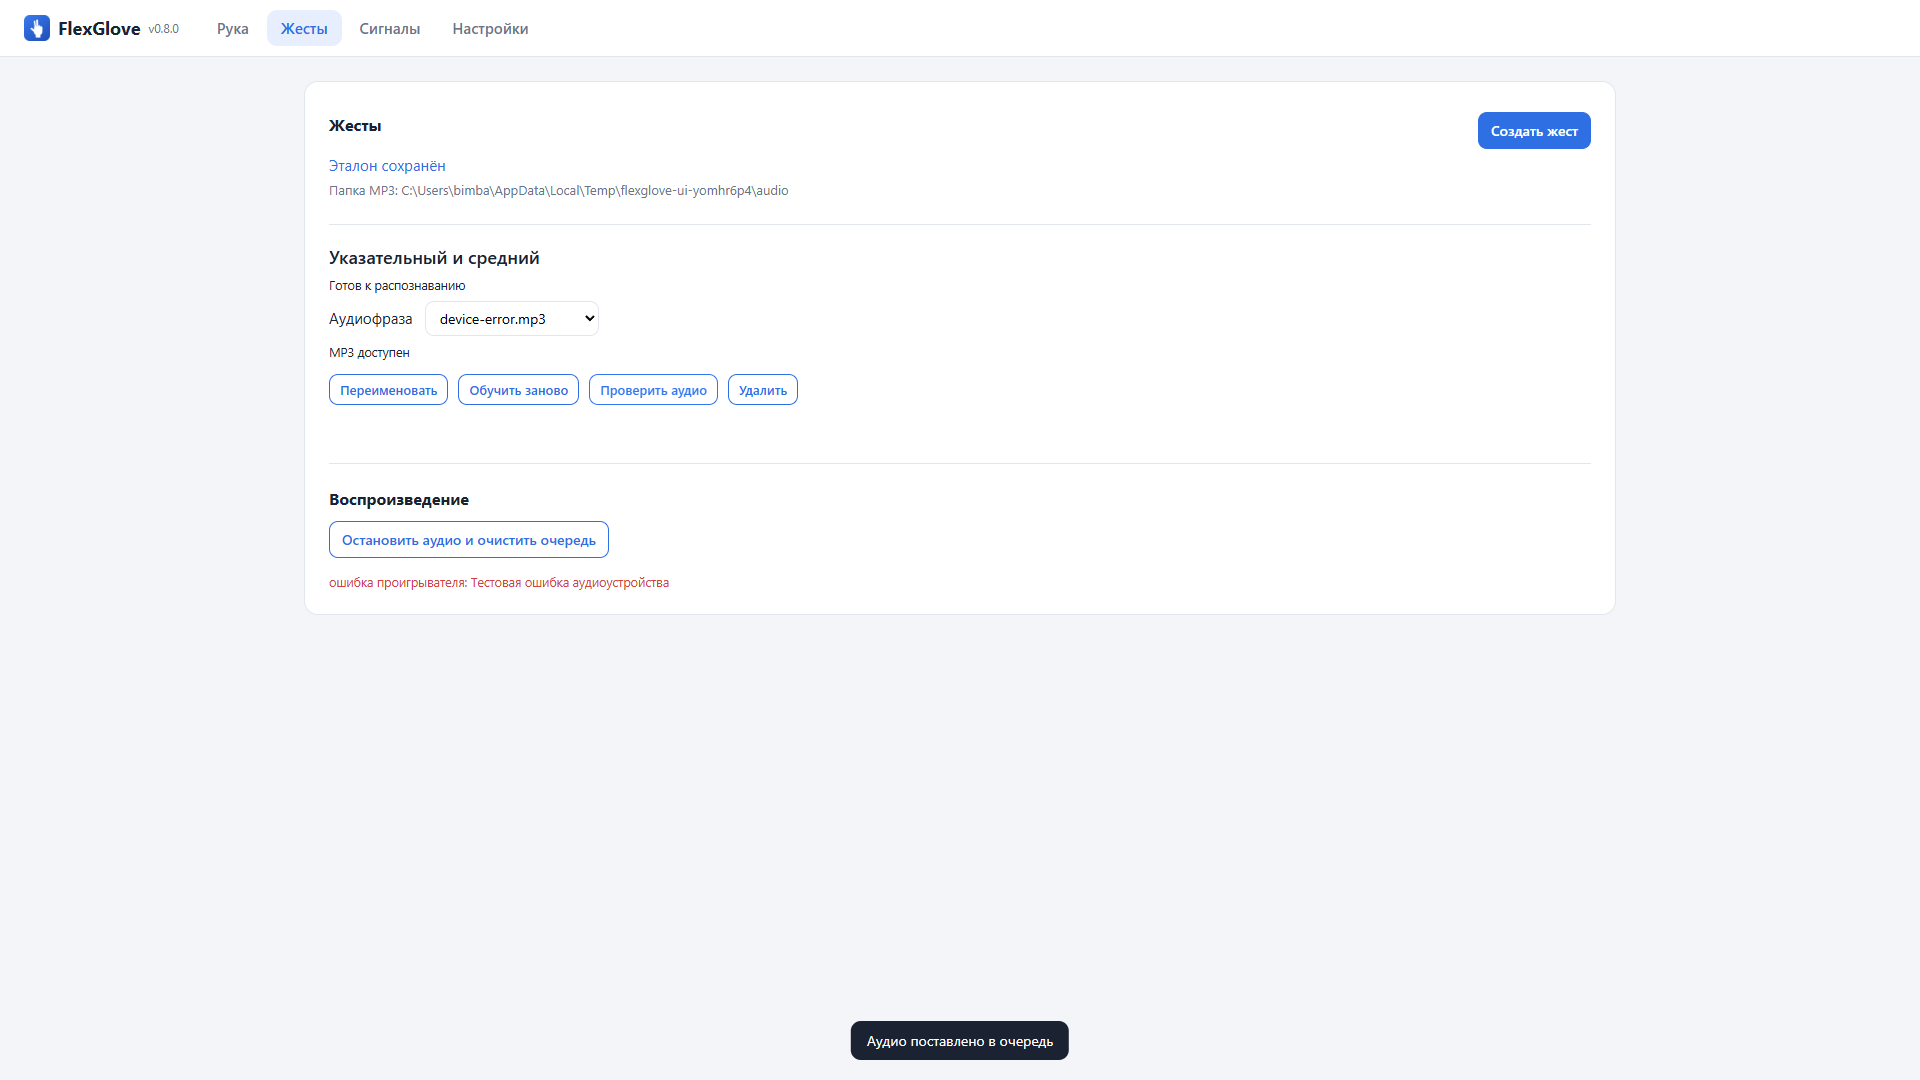 FlexGlove v0.8.0 Рука Жесты Сигналы Настройки
Жесты
Создать жест
Эталон сохранён
Папка MP3: C:\Users\bimba\AppData\Local\Temp\flexglove-ui-yomhr6p4\audio
Указательный и средний
Готов к распознаванию
Аудиофраза device-error.mp3
MP3 доступен
Переименовать Обучить заново Проверить аудио Удалить
Воспроизведение
Остановить аудио и очистить очередь
ошибка проигрывателя: Тестовая ошибка аудиоустройства
Аудио поставлено в очередь